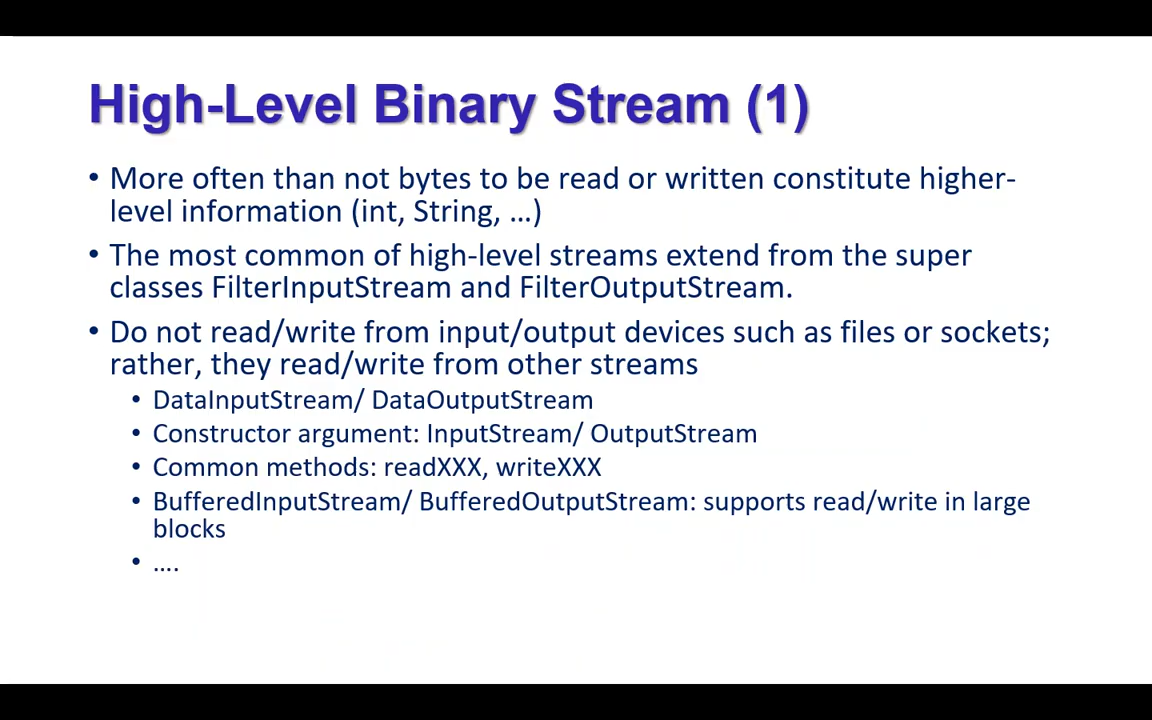 High-Level Binary Stream (1)
• More often than not bytes to be read or written constitute higher-
level information (int, String, …)
• The most common of high-level streams extend from the super
classes FilterInputStream and FilterOutputStream.
• Do not read/write from input/output devices such as files or sockets;
rather, they read/write from other streams
• DataInputStream/ DataOutputStream
• Constructor argument: InputStream/ OutputStream
• Common methods: readXXX, writeXXX
• BufferedInputStream/ BufferedOutputStream: supports read/write in large
blocks
• ….